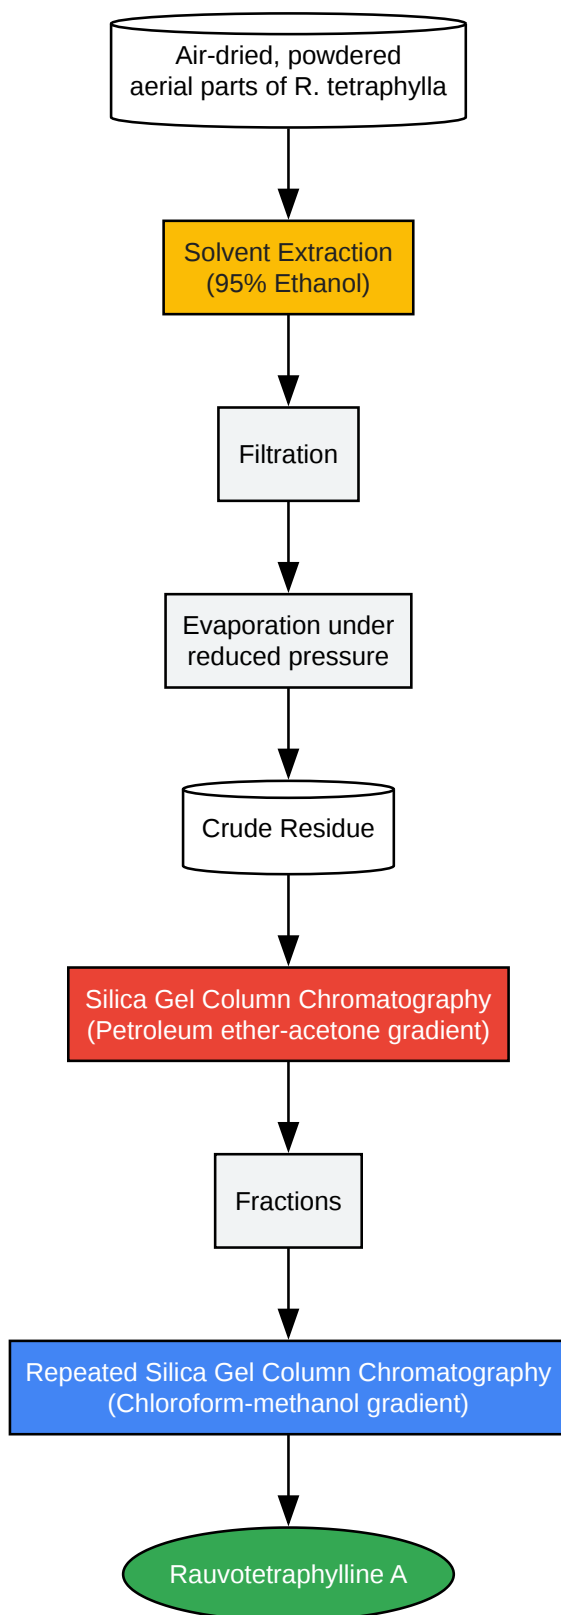 Air-dried, powdered
aerial parts of R. tetraphylla
Solvent Extraction
(95% Ethanol)
Filtration
Evaporation under
reduced pressure
Crude Residue
Silica Gel Column Chromatography
(Petroleum ether-acetone gradient)
Fractions
Repeated Silica Gel Column Chromatography
(Chloroform-methanol gradient)
Rauvotetraphylline A